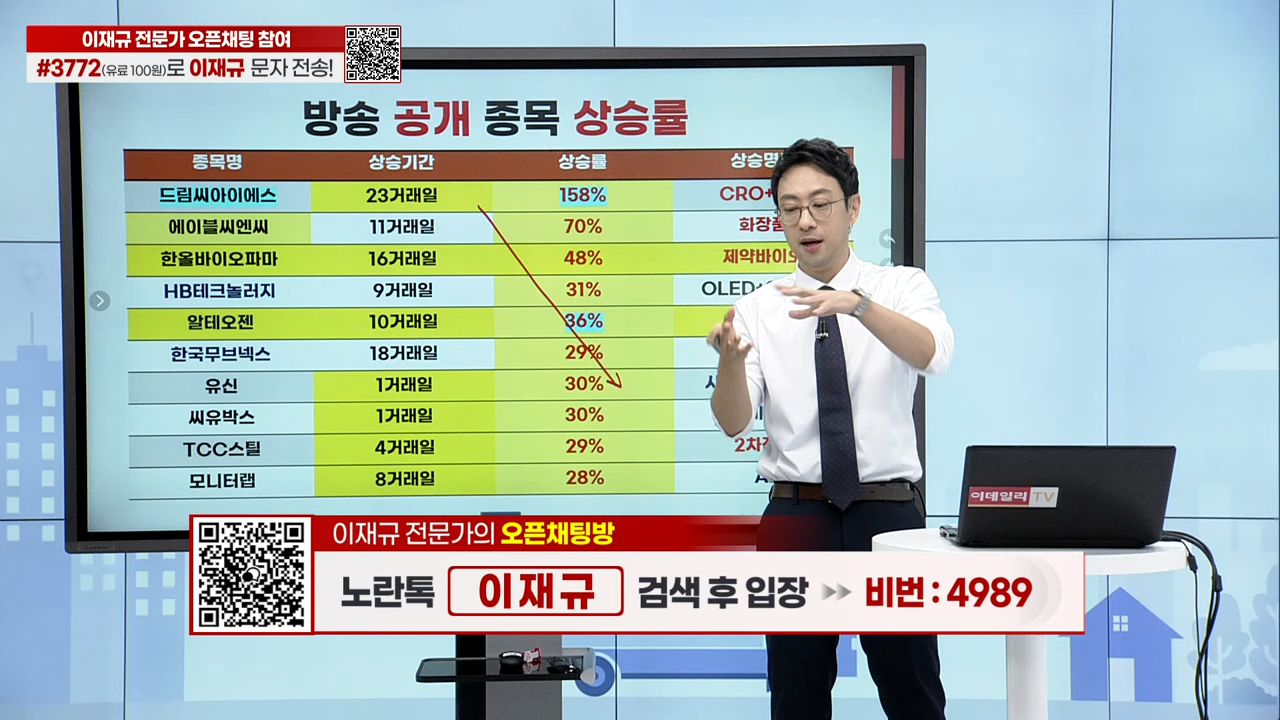 이재규 전문가 오픈채팅 참여
#3772(유료 100원)로 이재규 문자 전송!
방송 공개 종목 상승률
종목명 상승기간 상승률
드림씨아이에스 23거래일 158%
에이블씨엔씨 11거래일 70%
한올바이오파마 16거래일 48% 제약바이오
HB테크놀러지 9거래일 31%
알테오젠 10거래일 36%
한국무브넥스 18거래일 29%
유신 1거래일 30%
씨유박스 1거래일 30%
TCC스틸 4거래일 29%
모니터랩 8거래일 28%
이데일리 TV
이재규 전문가의 오픈채팅방
노란톡 이재규 검색 후 입장 비번 : 4989